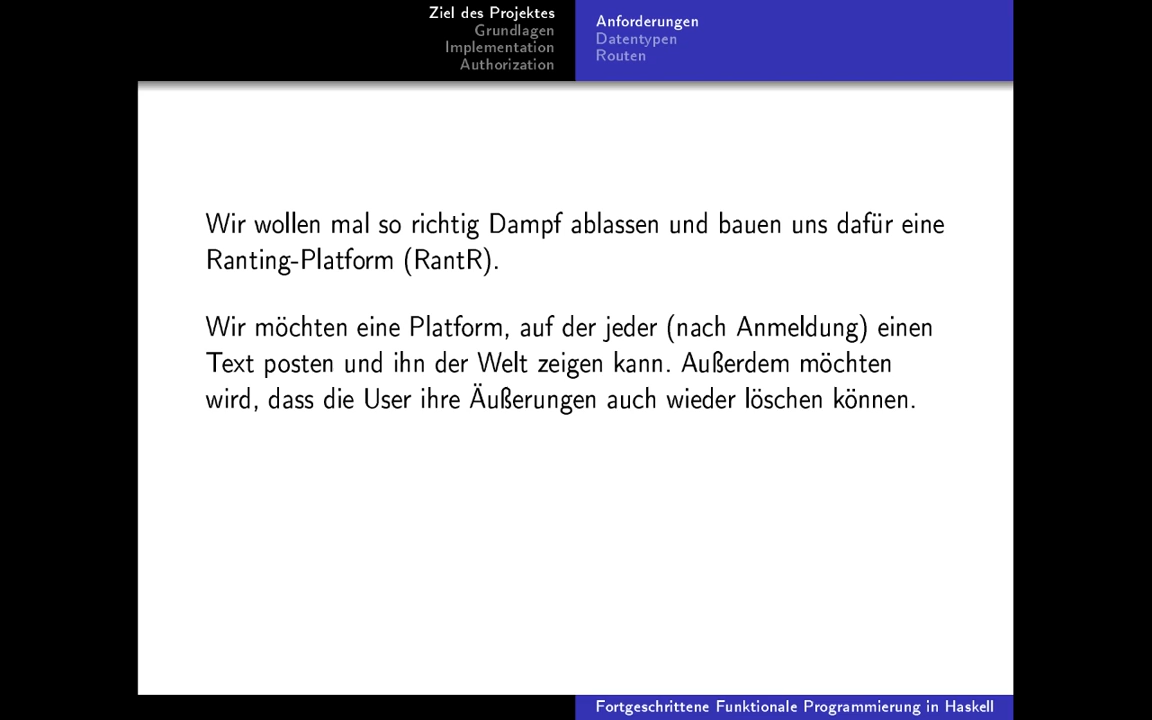 Ziel des Projektes
Grundlagen
Implementation
Authorization
Anforderungen
Datentypen
Routen
Wir wollen mal so richtig Dampf ablassen und bauen uns dafür eine
Ranting-Platform (RantR).
Wir möchten eine Platform, auf der jeder (nach Anmeldung) einen
Text posten und ihn der Welt zeigen kann. Außerdem möchten
wird, dass die User ihre Äußerungen auch wieder löschen können.
Fortgeschrittene Funktionale Programmierung in Haskell